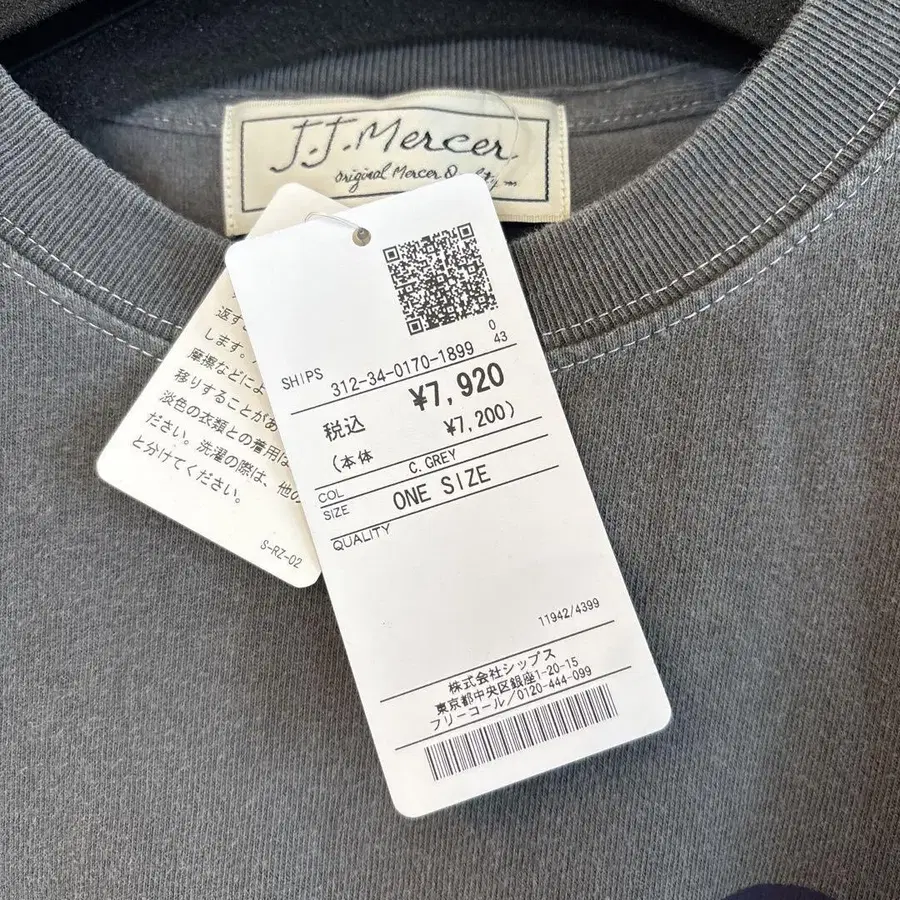 J.J.Mercer
Original Mercer Quality
SHIPS 312-34-0170-1899
0
43
税込 ¥7,920
(本体 ¥7,200)
COL C.GREY
SIZE ONE SIZE
QUALITY
11942/4399
株式会社シップス
東京都中央区銀座1-20-15
フリーコール/0120-444-099
返す
します。
摩擦などによ
移りすることがあ
淡色の衣類との着用は
ださい。洗濯の際は、他の
と分けてください。
S-RZ-02